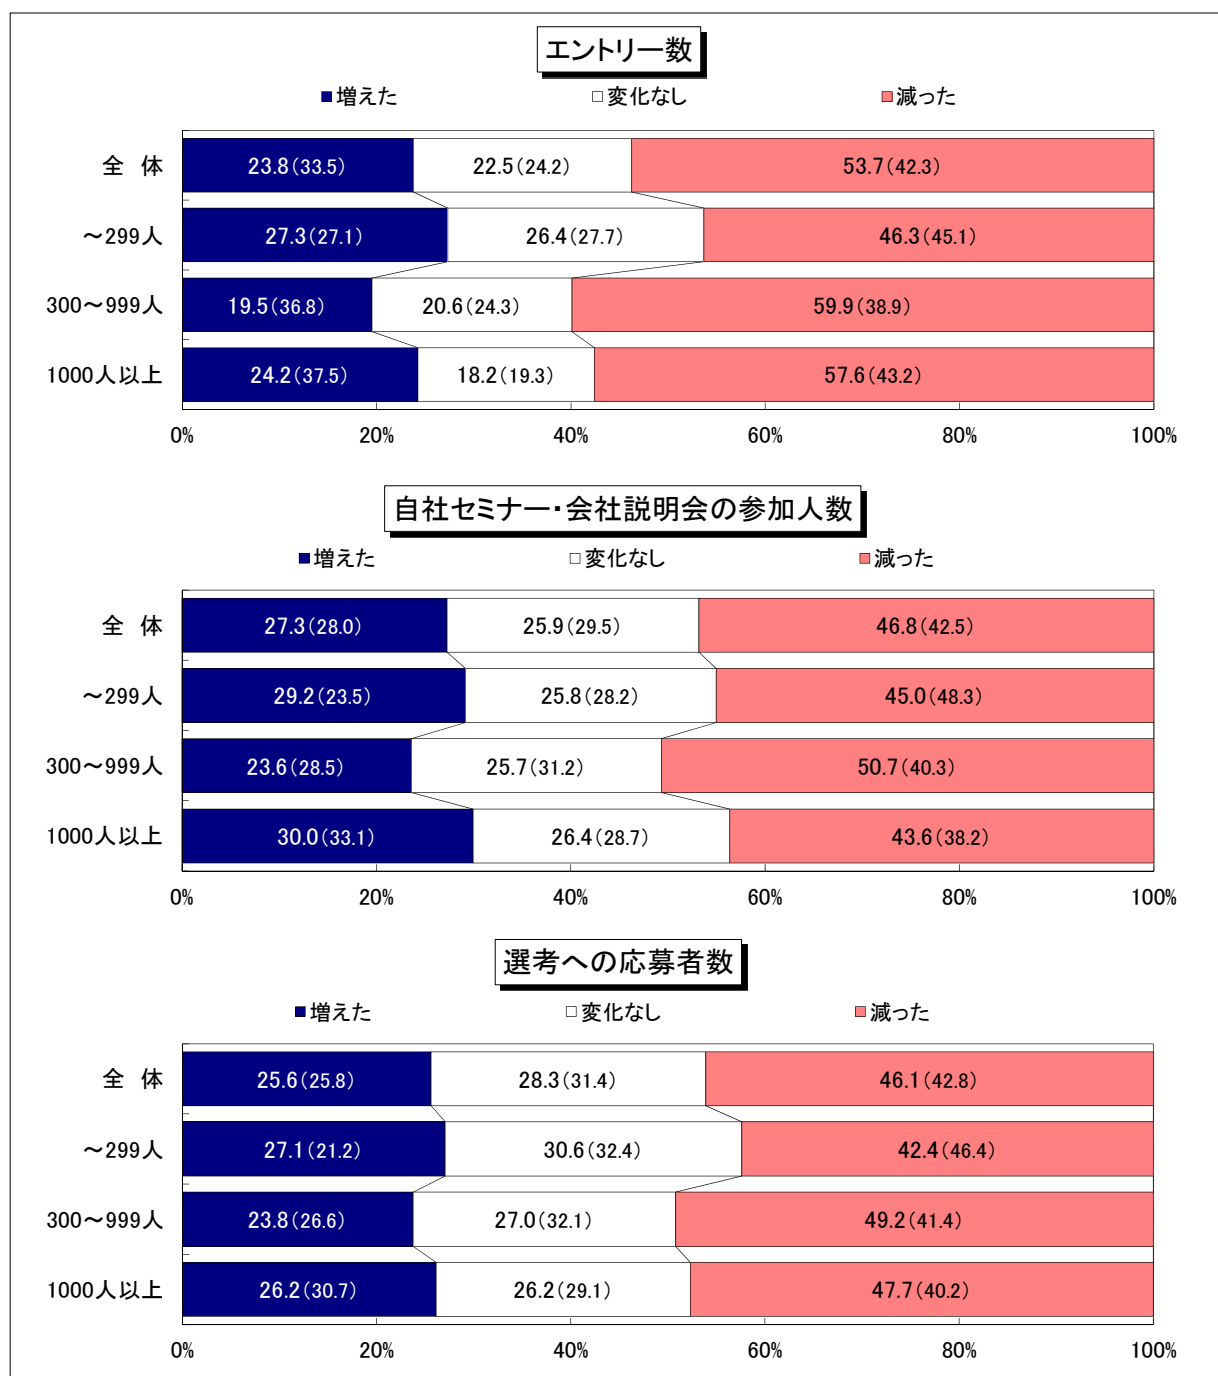 エントリー数
■増えた □変化なし ■減った
全 体 23.8(33.5) 22.5(24.2) 53.7(42.3)
～299人 27.3(27.1) 26.4(27.7) 46.3(45.1)
300～999人 19.5(36.8) 20.6(24.3) 59.9(38.9)
1000人以上 24.2(37.5) 18.2(19.3) 57.6(43.2)
0% 20% 40% 60% 80% 100%
自社セミナー・会社説明会の参加人数
■増えた □変化なし ■減った
全 体 27.3(28.0) 25.9(29.5) 46.8(42.5)
～299人 29.2(23.5) 25.8(28.2) 45.0(48.3)
300～999人 23.6(28.5) 25.7(31.2) 50.7(40.3)
1000人以上 30.0(33.1) 26.4(28.7) 43.6(38.2)
0% 20% 40% 60% 80% 100%
選考への応募者数
■増えた □変化なし ■減った
全 体 25.6(25.8) 28.3(31.4) 46.1(42.8)
～299人 27.1(21.2) 30.6(32.4) 42.4(46.4)
300～999人 23.8(26.6) 27.0(32.1) 49.2(41.4)
1000人以上 26.2(30.7) 26.2(29.1) 47.7(40.2)
0% 20% 40% 60% 80% 100%